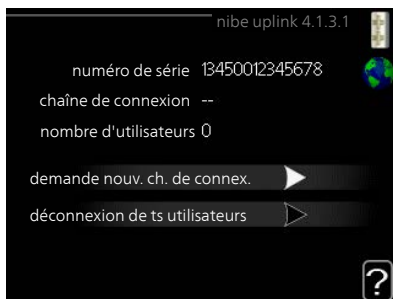 nibe uplink 4.1.3.1
numéro de série 13450012345678
chaîne de connexion --
nombre d'utilisateurs 0
demande nouv. ch. de connex.
déconnexion de ts utilisateurs
?